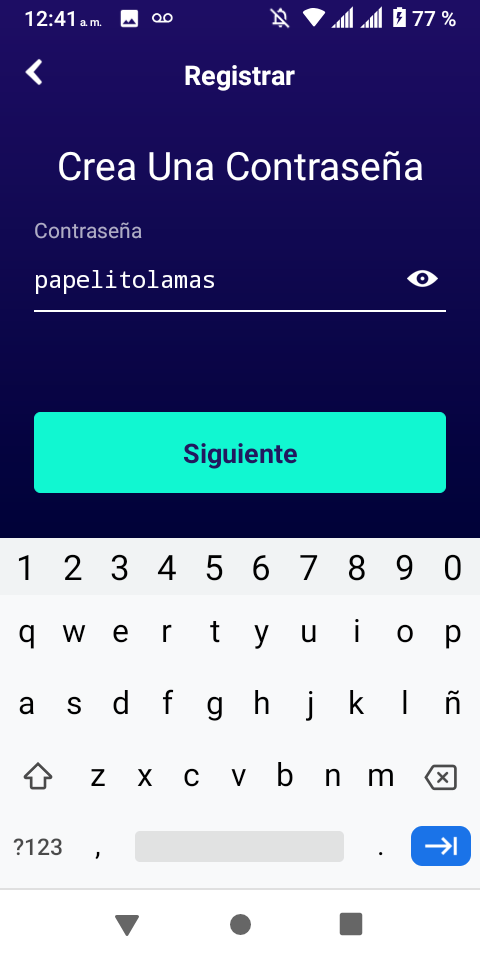 12:41 a. m. 77 %
Registrar
Crea Una Contraseña
Contraseña
papelitolamas
Siguiente
1 2 3 4 5 6 7 8 9 0
q w e r t y u i o p
a s d f g h j k l ñ
z x c v b n m
?123 , .